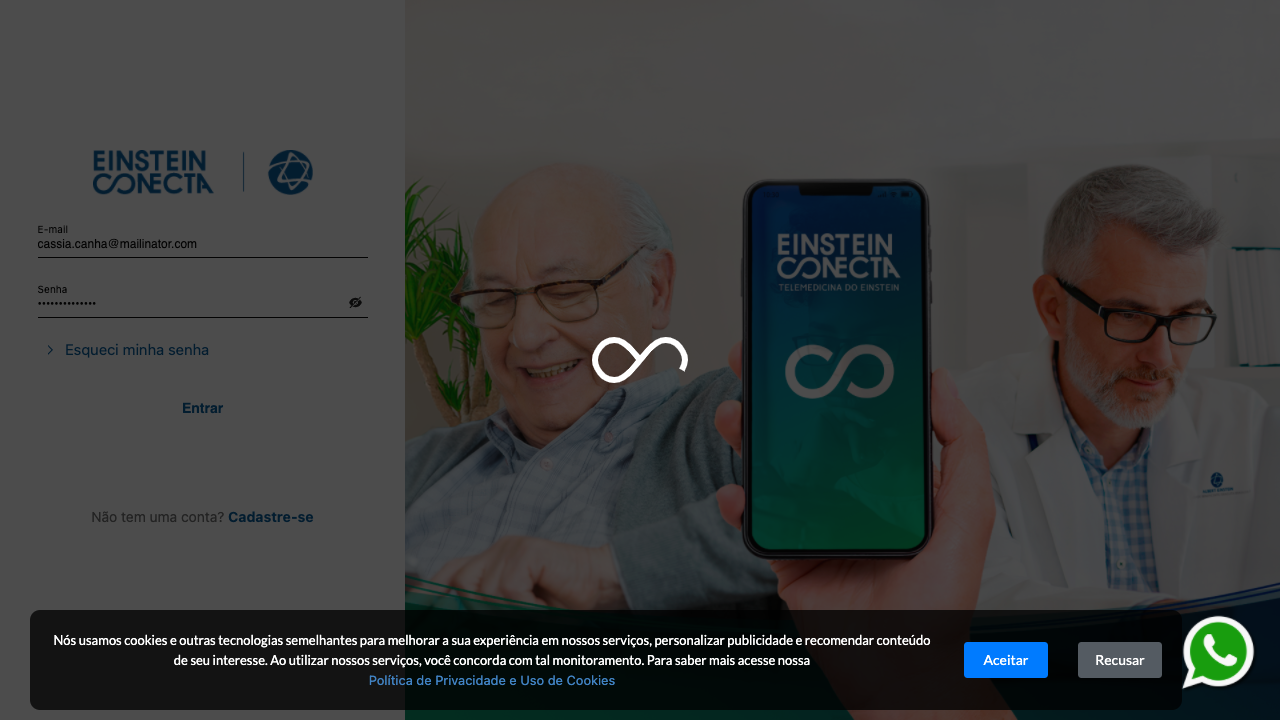 EINSTEIN
CONECTA
E-mail
cassia.canha@mailinator.com
Senha
••••••••••••••
Esqueci minha senha
Entrar
Não tem uma conta? Cadastre-se
EINSTEIN
CONECTA
TELEMEDICINA DO EINSTEIN
Nós usamos cookies e outras tecnologias semelhantes para melhorar a sua experiência em nossos serviços, personalizar publicidade e recomendar conteúdo
de seu interesse. Ao utilizar nossos serviços, você concorda com tal monitoramento. Para saber mais acesse nossa
Política de Privacidade e Uso de Cookies
Aceitar
Recusar